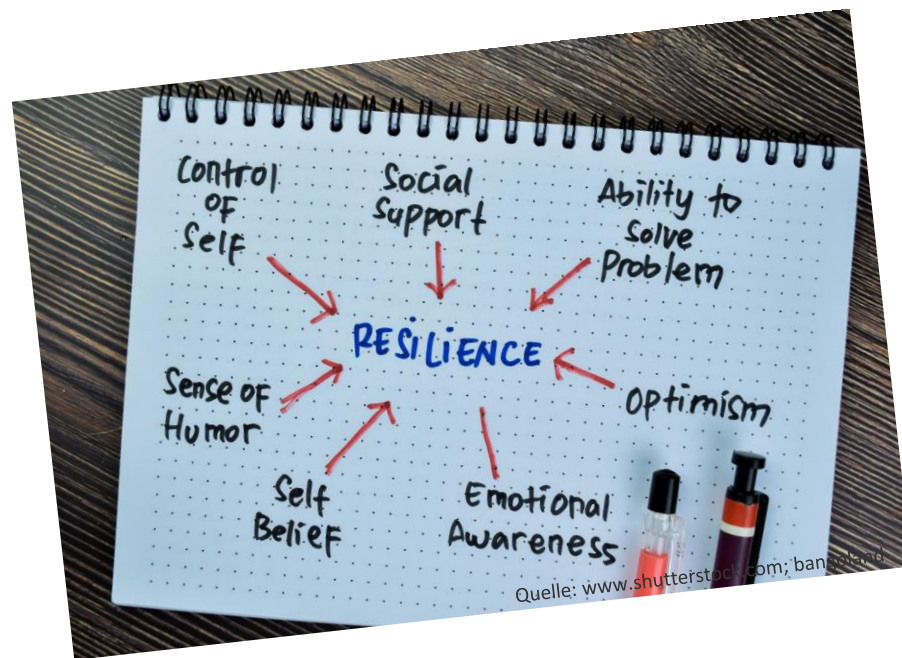 Control
of
Self
Social
Support
Ability to
Solve
Problem
RESILIENCE
Sense of
Humor
Optimism
Self
Belief
Emotional
Awareness
Quelle: www.shutterstock.com; bangoland